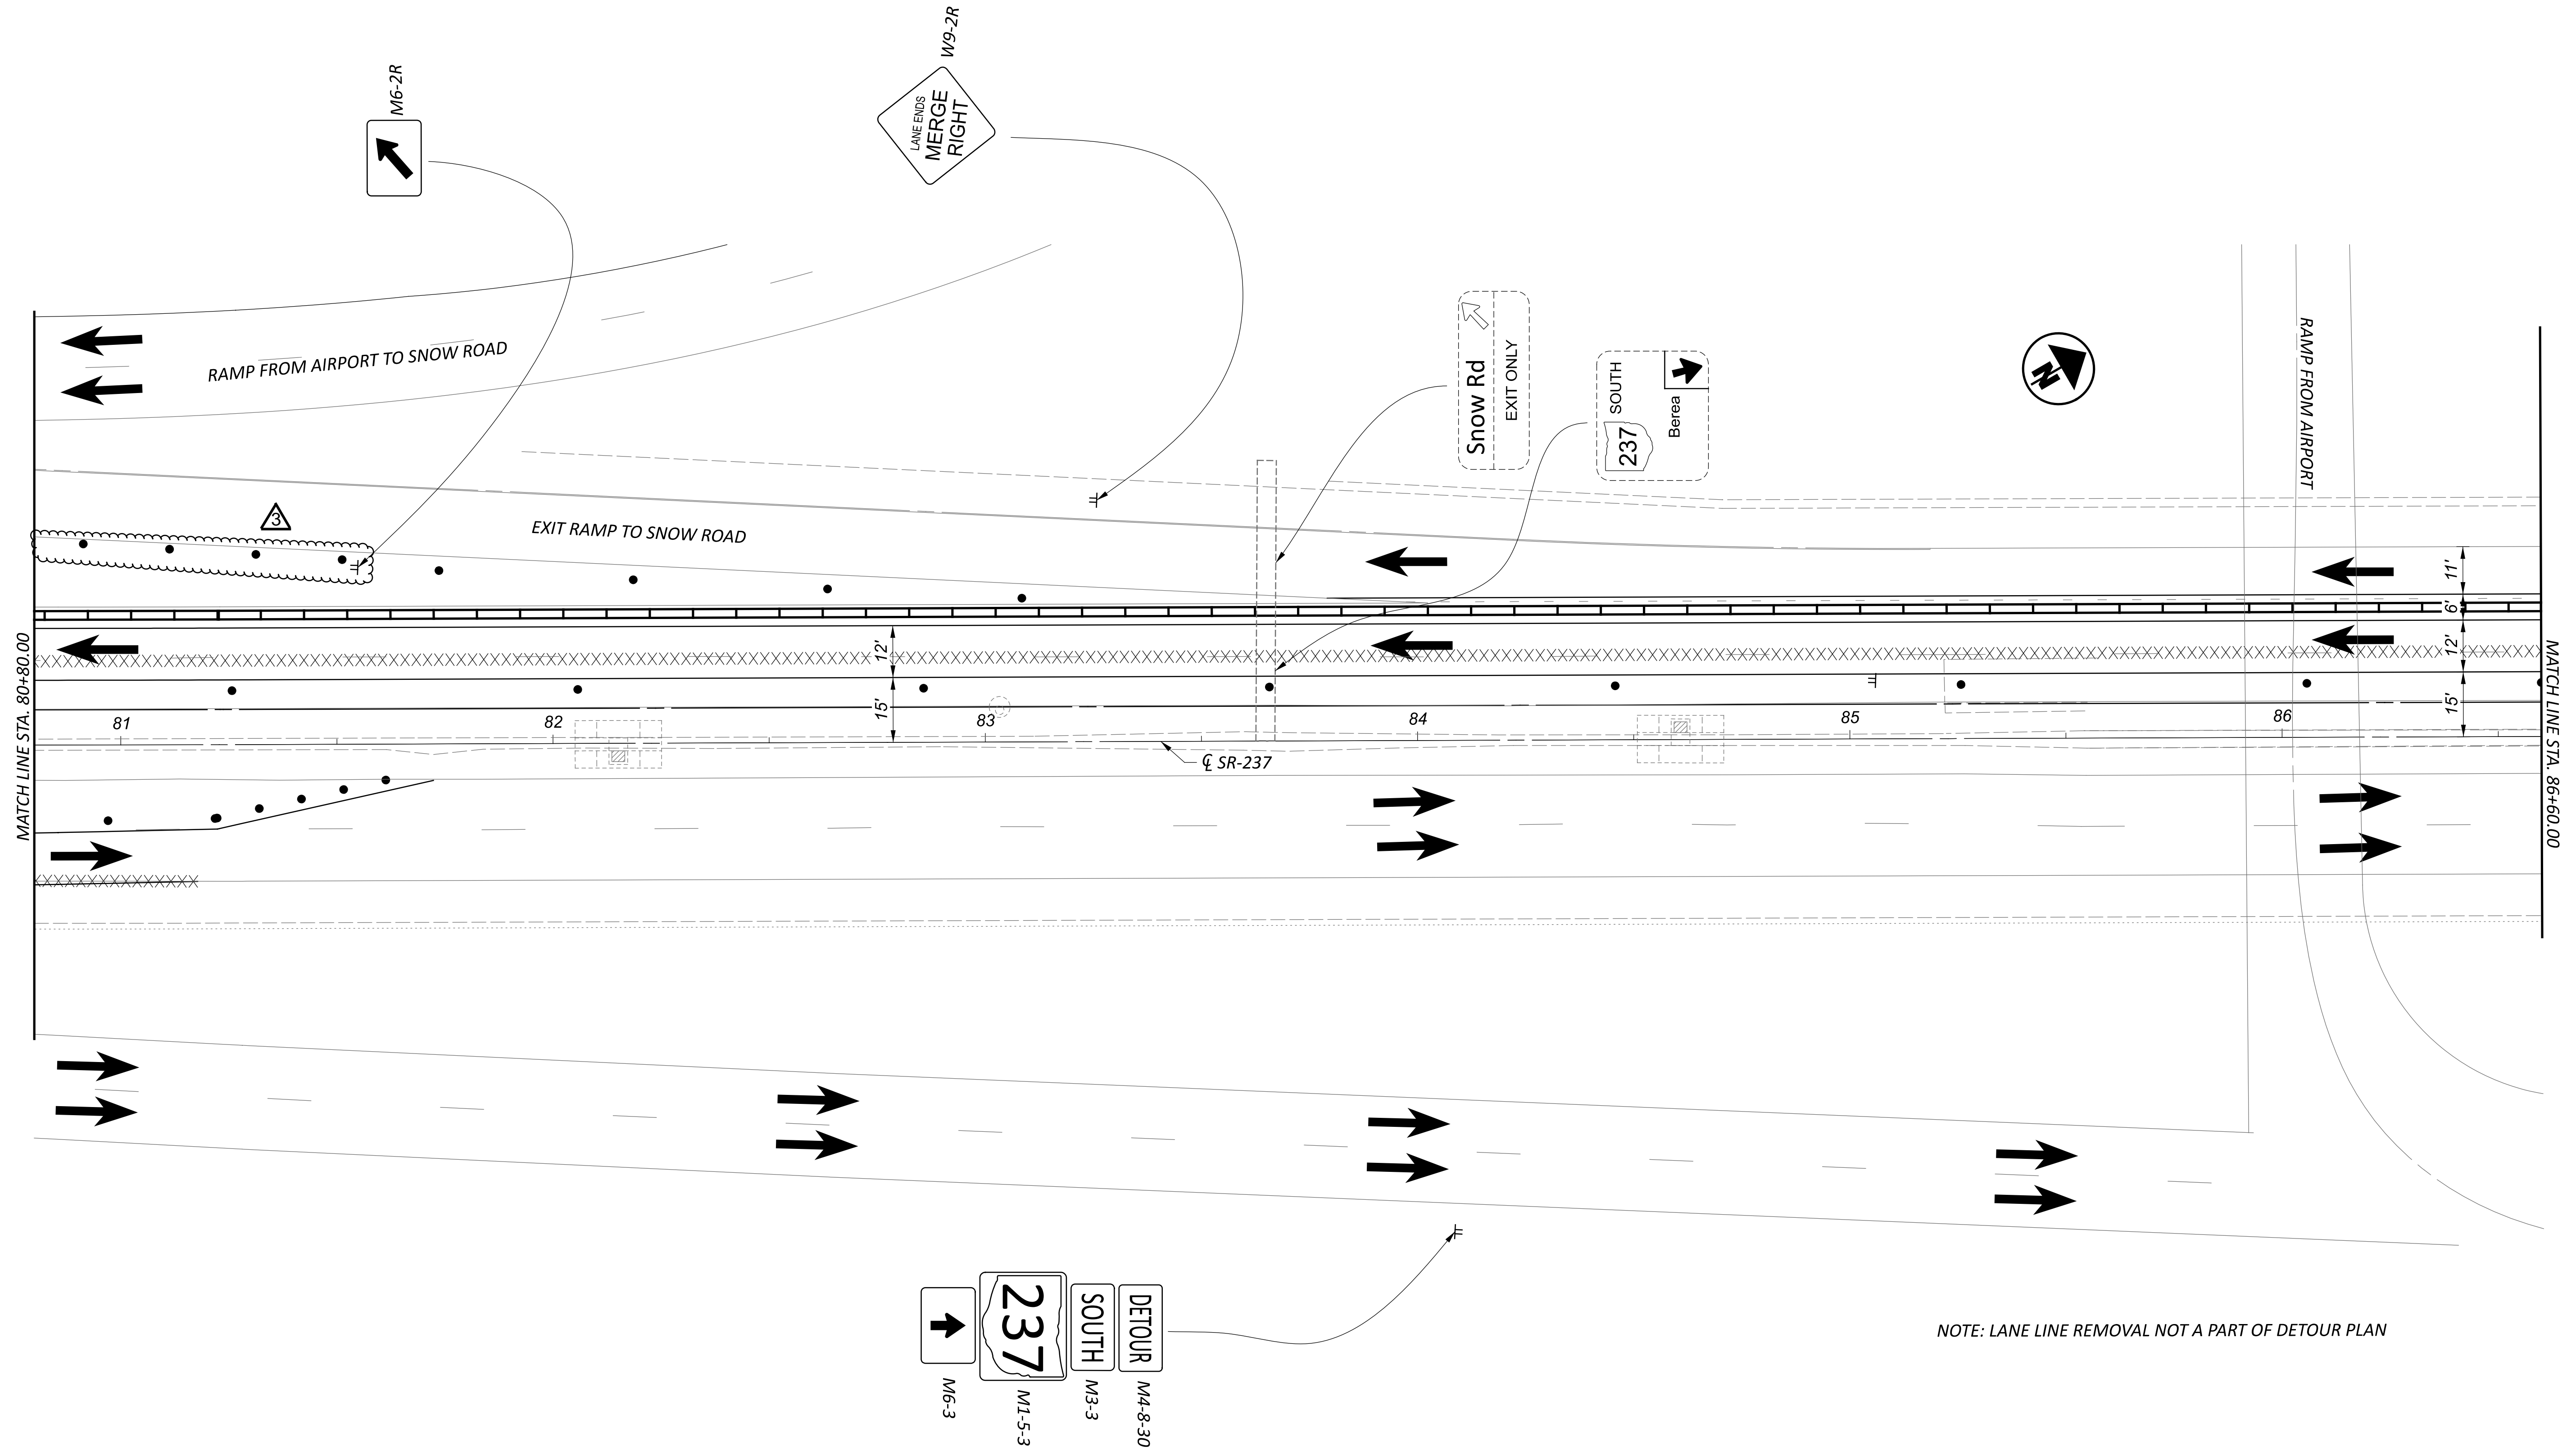 M6-2R
W9-2R
LANE ENDS
MERGE
RIGHT
RAMP FROM AIRPORT TO SNOW ROAD
Snow Rd
EXIT ONLY
237 SOUTH
Berea
N
RAMP FROM AIRPORT
3
EXIT RAMP TO SNOW ROAD
11'
6'
12'
12'
15'
15'
MATCH LINE STA. 80+80.00
MATCH LINE STA. 86+60.00
81
82
83
84
85
86
℄ SR-237
237
SOUTH
DETOUR
M6-3
M1-5-3
M3-3
M4-8-30
NOTE: LANE LINE REMOVAL NOT A PART OF DETOUR PLAN